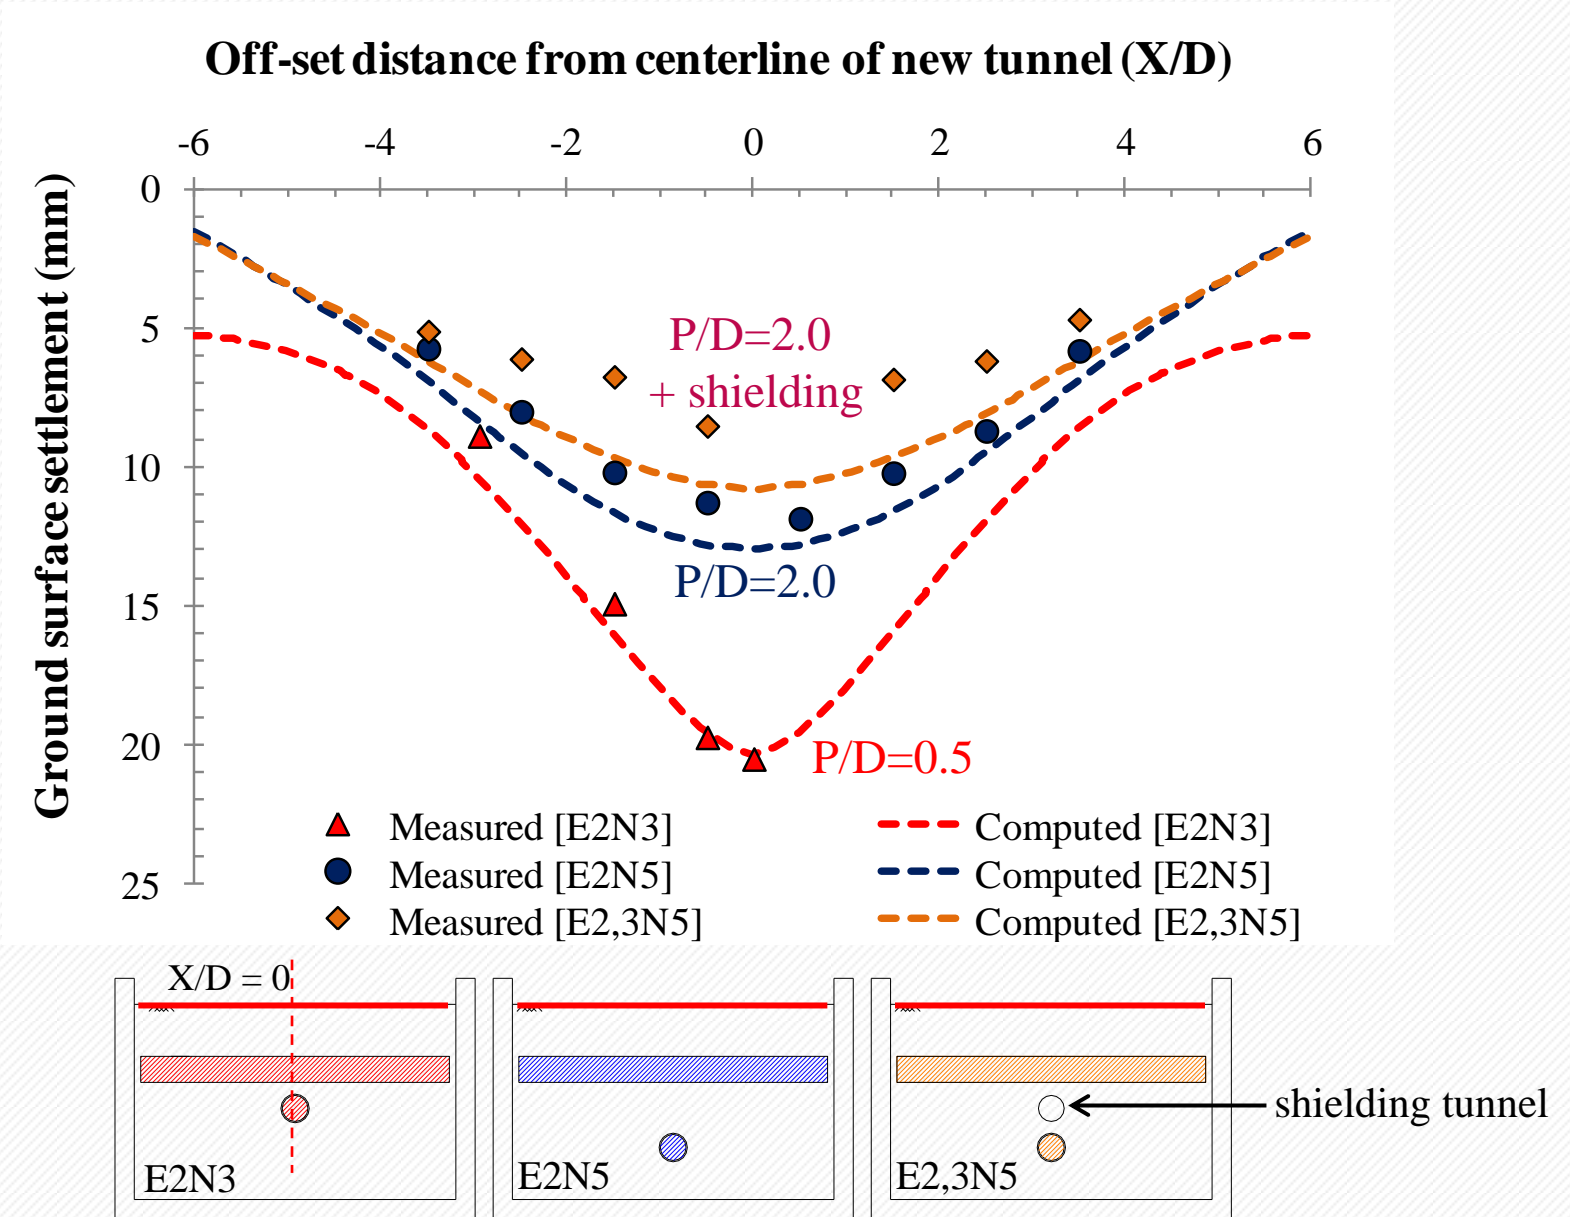 Off-set distance from centerline of new tunnel (X/D)
-6 -4 -2 0 2 4 6
Ground surface settlement (mm)
0
5
10
15
20
25
P/D=2.0
+ shielding
P/D=2.0
P/D=0.5
Measured [E2N3] Computed [E2N3]
Measured [E2N5] Computed [E2N5]
Measured [E2,3N5] Computed [E2,3N5]
X/D = 0
shielding tunnel
E2N3 E2N5 E2,3N5